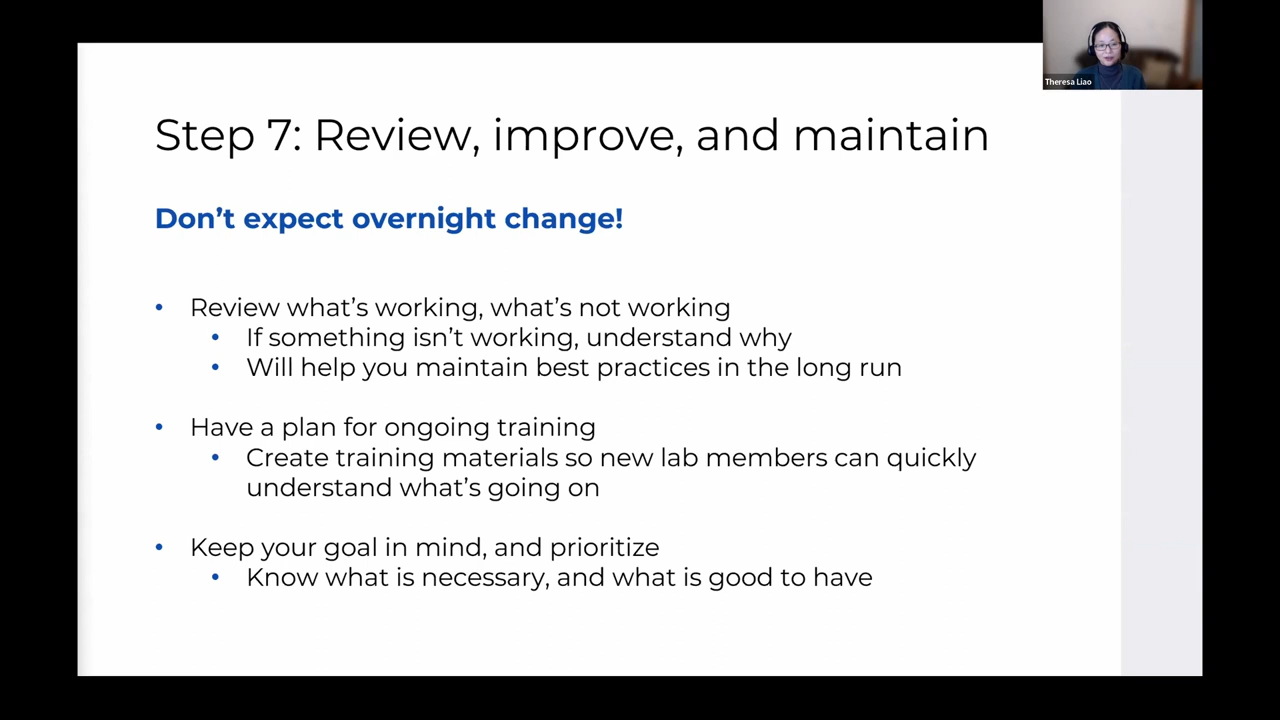 Theresa Liao
Step 7: Review, improve, and maintain
Don’t expect overnight change!
• Review what’s working, what’s not working
• If something isn’t working, understand why
• Will help you maintain best practices in the long run
• Have a plan for ongoing training
• Create training materials so new lab members can quickly
understand what’s going on
• Keep your goal in mind, and prioritize
• Know what is necessary, and what is good to have